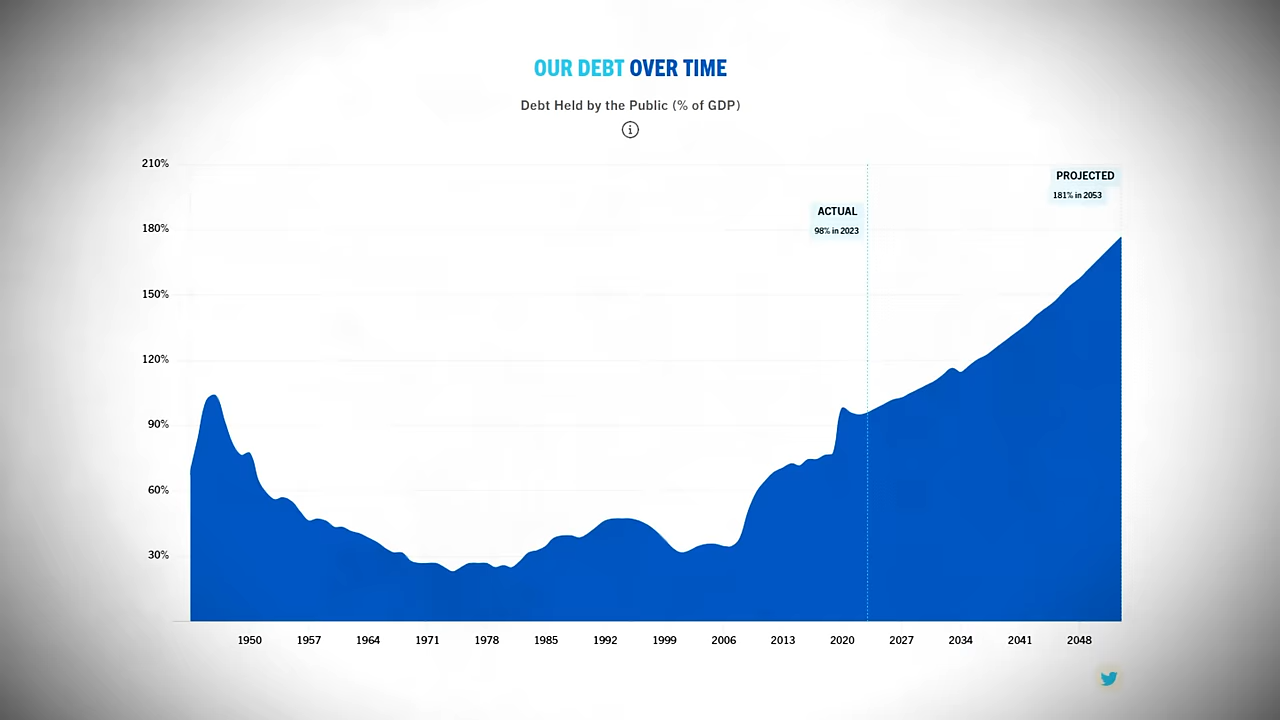 OUR DEBT OVER TIME
Debt Held by the Public (% of GDP)
i
210%
PROJECTED
181% in 2053
ACTUAL
98% in 2023
180%
150%
120%
90%
60%
30%
1950 1957 1964 1971 1978 1985 1992 1999 2006 2013 2020 2027 2034 2041 2048